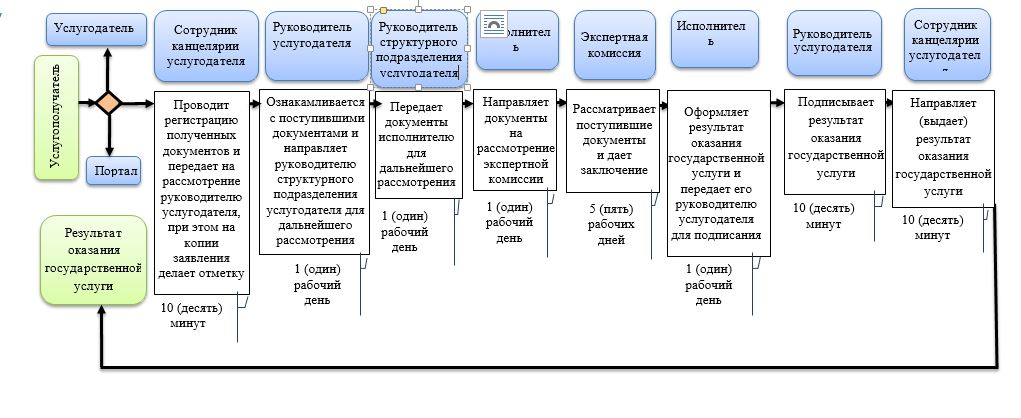 Услугодатель
Услугополучатель
Портал
Результат
оказания
государственной
услуги
Сотрудник
канцелярии
услугодателя
Проводит
регистрацию
полученных
документов и
передает на
рассмотрение
руководителю
услугодателя,
при этом на
копии
заявления
делает отметку
10 (десять)
минут
Руководитель
услугодателя
Ознакамливается
с поступившими
документами и
направляет
руководителю
структурного
подразделения
услугодателя для
дальнейшего
рассмотрения
1 (один)
рабочий
день
Руководитель
структурного
подразделения
услугодателя
Передает
документы
исполнителю
для
дальнейшего
рассмотрения
1 (один)
рабочий
день
олнител
ь
Направляет
документы
на
рассмотрение
экспертной
комиссии
1 (один)
рабочий
день
Экспертная
комиссия
Рассматривает
поступившие
документы
и дает
заключение
5 (пять)
рабочих
дней
Исполнител
ь
Оформляет
результат
оказания
государственной
услуги и
передает его
руководителю
услугодателя
для подписания
1 (один)
рабочий
день
Руководитель
услугодателя
Подписывает
результат
оказания
государственной
услуги
10 (десять)
минут
Сотрудник
канцелярии
услугодател
Направляет
(выдает)
результат
оказания
государственной
услуги
10 (десять)
минут